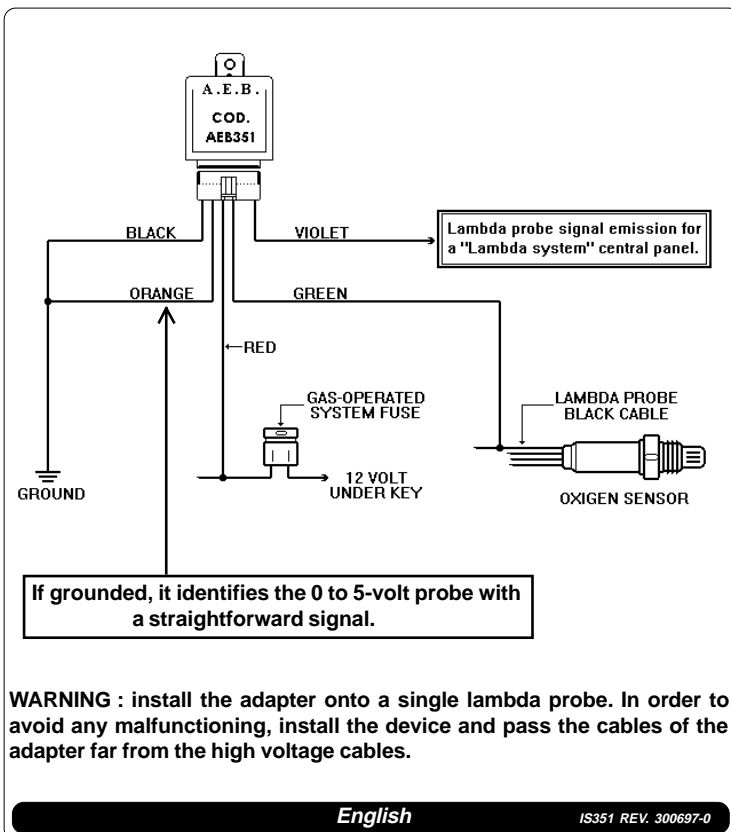 A.E.B.
COD.
AEB351
BLACK
VIOLET
Lambda probe signal emission for
a "Lambda system" central panel.
ORANGE
GREEN
RED
GAS-OPERATED
SYSTEM FUSE
LAMBDA PROBE
BLACK CABLE
12 VOLT
UNDER KEY
GROUND
OXIGEN SENSOR
If grounded, it identifies the 0 to 5-volt probe with
a straightforward signal.
WARNING : install the adapter onto a single lambda probe. In order to
avoid any malfunctioning, install the device and pass the cables of the
adapter far from the high voltage cables.
English
IS351 REV. 300697-0